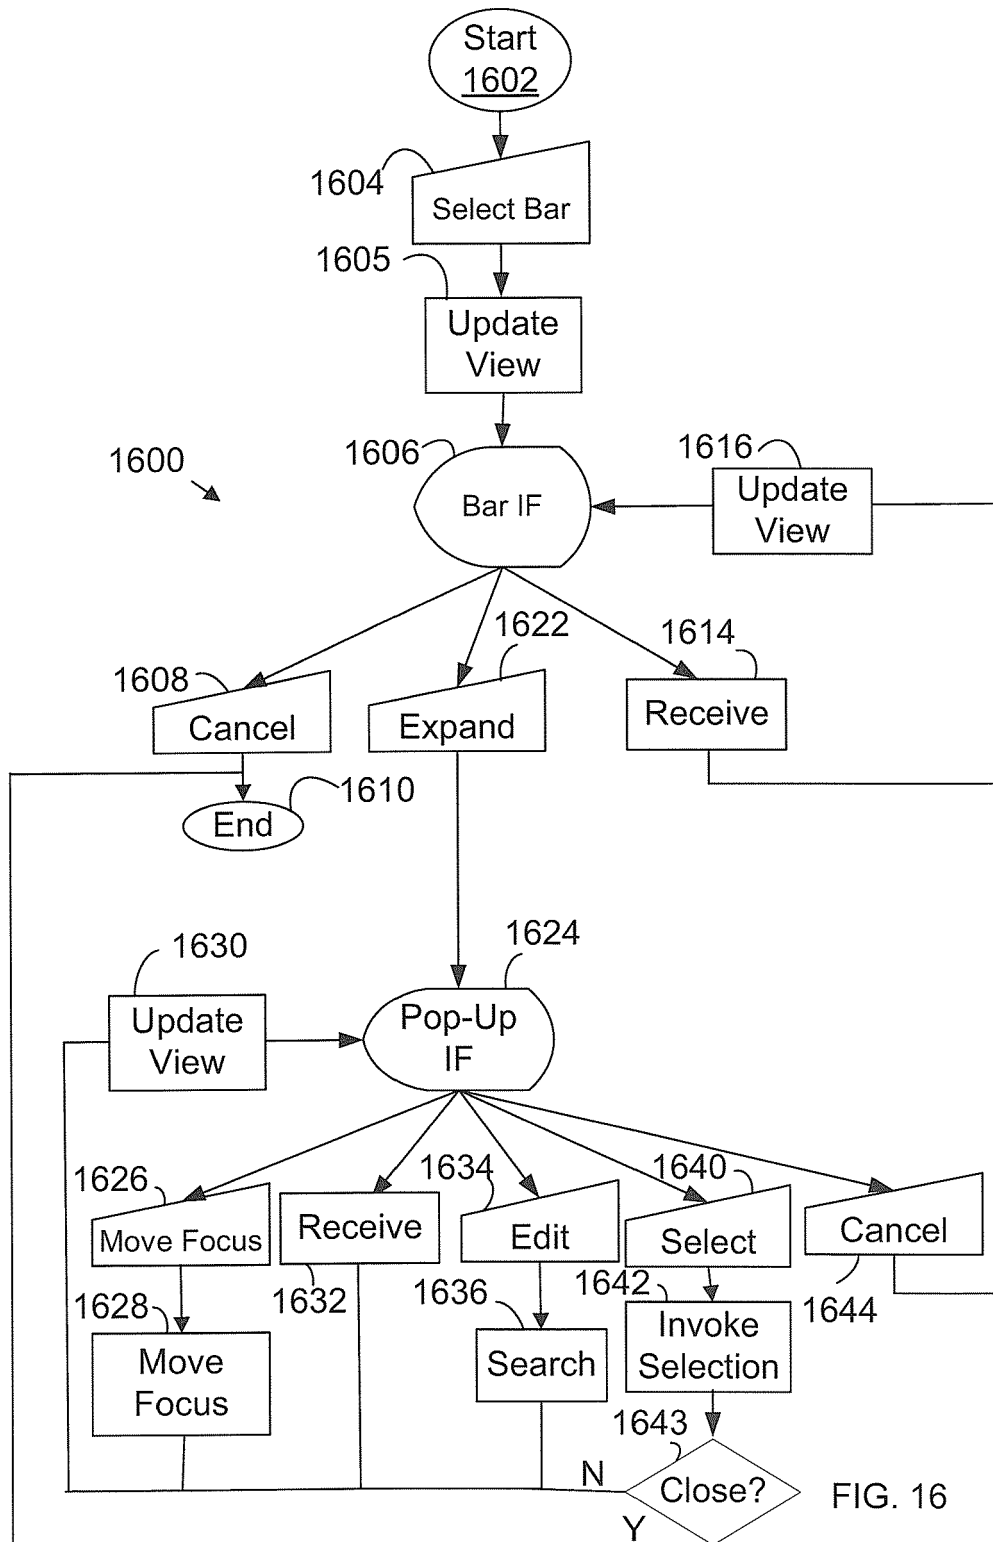 Start
1602
1604
Select Bar
1605
Update
View
1606
1616
1600
Bar IF
Update
View
1622
1614
1608
Cancel
Expand
Receive
1610
End
1630
1624
Update
View
Pop-Up
IF
1626
1634
1640
Move Focus
Receive
Edit
Select
Cancel
1628
1632
1636
1642
1644
Move
Focus
Search
Invoke
Selection
1643
N
Close?
FIG. 16
Y